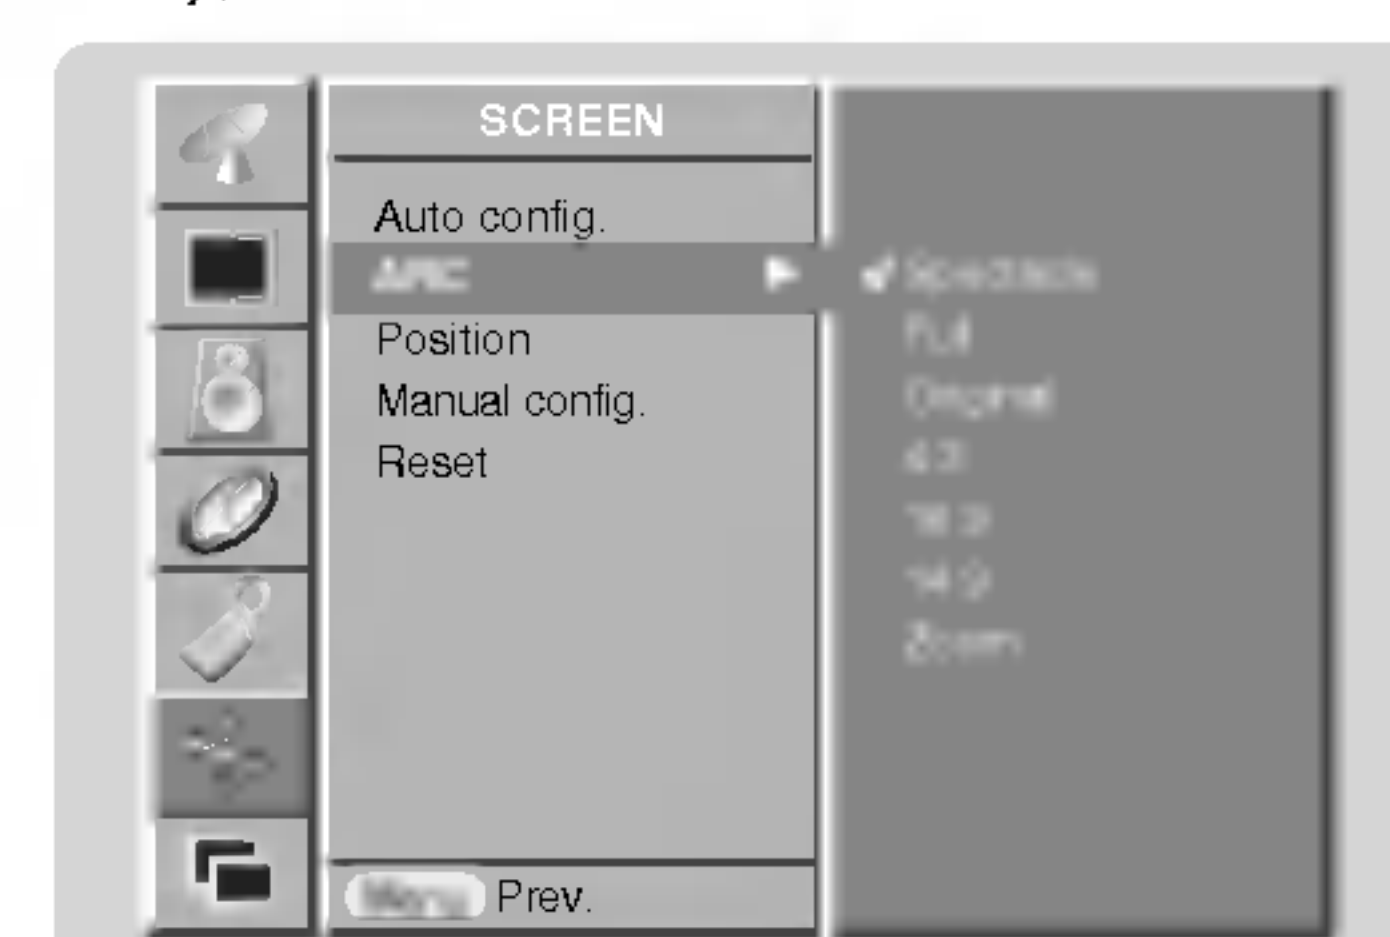 SCREEN
Auto config.
ARC
Position
Manual config.
Reset
Spectacle
Full
Original
4:3
16:9
14:9
Zoom
Menu Prev.